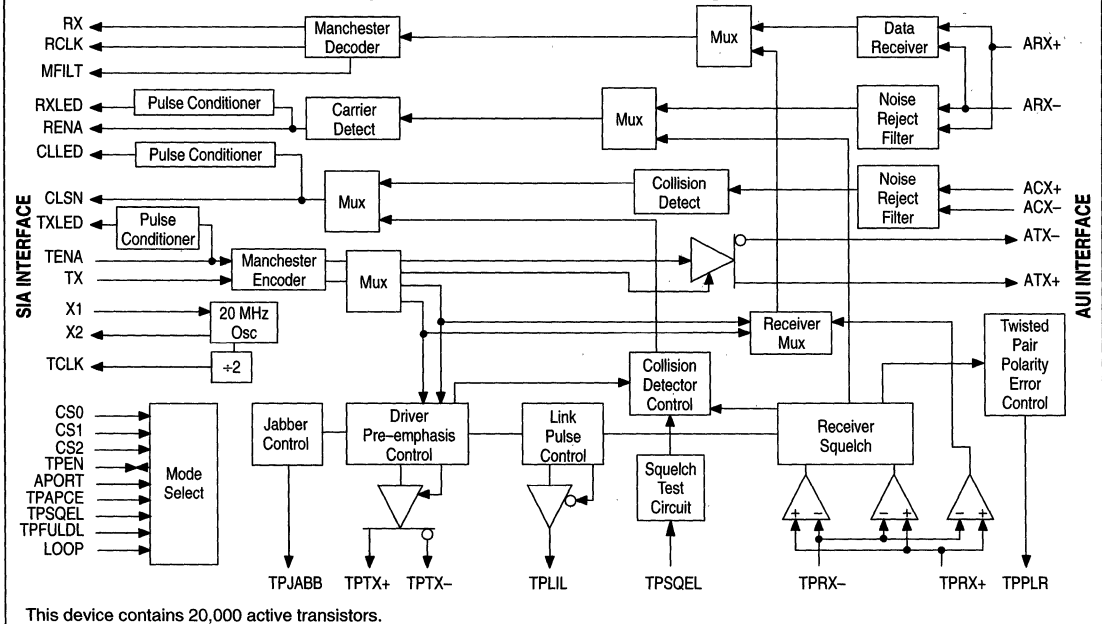 RX
RCLK
MFILT
RXLED
RENA
CLLED
CLSN
TXLED
TENA
TX
X1
X2
TCLK
CS0
CS1
CS2
TPEN
APORT
TPAPCE
TPSQEL
TPFULDL
LOOP
SIA INTERFACE
Manchester
Decoder
Mux
Data
Receiver
Pulse Conditioner
Carrier
Detect
Mux
Noise
Reject
Filter
Pulse Conditioner
Mux
Collision
Detect
Noise
Reject
Filter
Pulse
Conditioner
Manchester
Encoder
Mux
20 MHz
Osc
÷2
Receiver
Mux
Twisted
Pair
Polarity
Error
Control
Collision
Detector
Control
Mode
Select
Jabber
Control
Driver
Pre–emphasis
Control
Link
Pulse
Control
Squelch
Test
Circuit
Receiver
Squelch
+ –
– +
– +
ARX+
ARX–
ACX+
ACX–
ATX–
ATX+
AUI INTERFACE
TPJABB
TPTX+
TPTX–
TPLIL
TPSQEL
TPRX–
TPRX+
TPPLR
This device contains 20,000 active transistors.